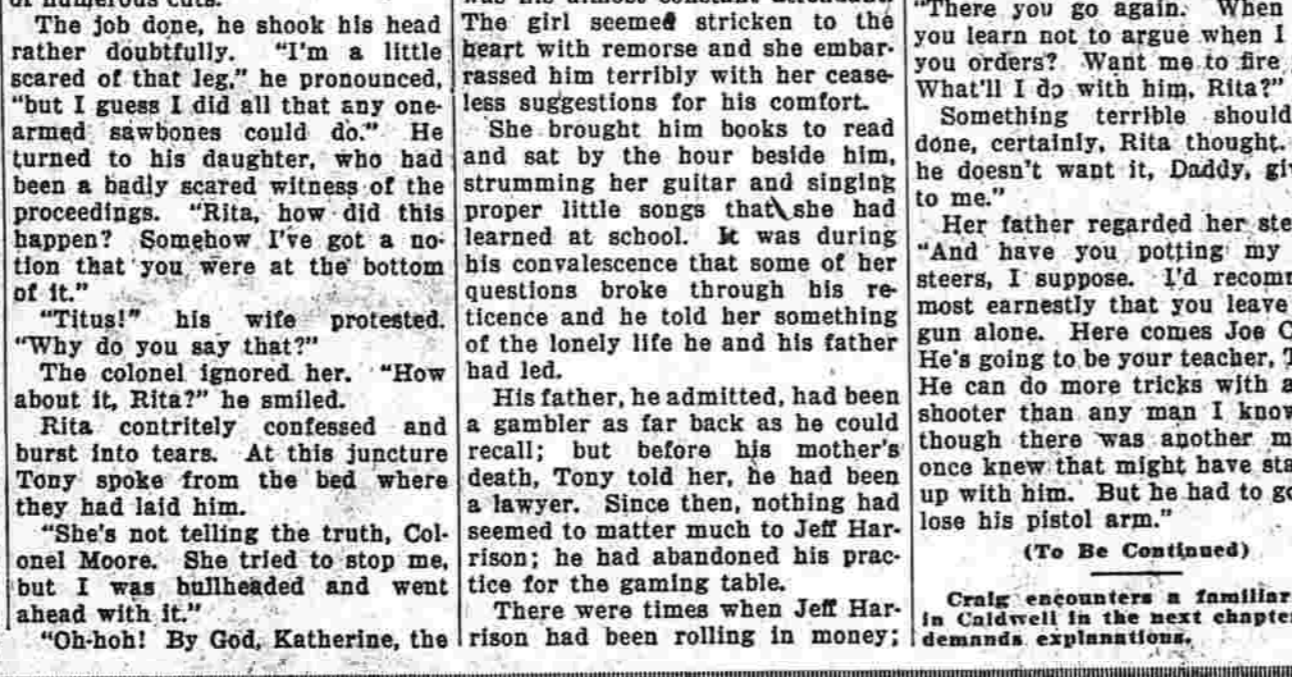 The job done, he shook his head
rather doubtfully. "I'm a little
scared of that leg," he pronounced,
"but I guess I did all that any one-
armed sawbones could do." He
turned to his daughter, who had
been a badly scared witness of the
proceedings. "Rita, how did this
happen? Somehow I've got a no-
tion that you were at the bottom
of it."
"Titus!" his wife protested.
"Why do you say that?"
The colonel ignored her. "How
about it, Rita?" he smiled.
Rita contritely confessed and
burst into tears. At this juncture
Tony spoke from the bed where
they had laid him.
"She's not telling the truth, Col-
onel Moore. She tried to stop me,
but I was bullheaded and went
ahead with it."
"Oh-hoh! By God, Katherine, the
The girl seemed stricken to the
heart with remorse and she embar-
rassed him terribly with her cease-
less suggestions for his comfort.
She brought him books to read
and sat by the hour beside him,
strumming her guitar and singing
proper little songs that she had
learned at school. It was during
his convalescence that some of her
questions broke through his re-
ticence and he told her something
of the lonely life he and his father
had led.
His father, he admitted, had been
a gambler as far back as he could
recall; but before his mother's
death, Tony told her, he had been
a lawyer. Since then, nothing had
seemed to matter much to Jeff Har-
rison; he had abandoned his prac-
tice for the gaming table.
There were times when Jeff Har-
rison had been rolling in money;
"There you go again. When
you learn not to argue when I
you orders? Want me to fire
What'll I do with him, Rita?"
Something terrible should
done, certainly, Rita thought.
he doesn't want it, Daddy, gi
to me."
Her father regarded her ste
"And have you potting my
steers, I suppose. I'd recom
most earnestly that you leave
gun alone. Here comes Joe C
He's going to be your teacher, T
He can do more tricks with a
shooter than any man I know
though there was another m
once knew that might have sta
up with him. But he had to go
lose his pistol arm."
(To Be Continued)
Craig encounters a familiar
in Caldwell in the next chapte
demands explanations.